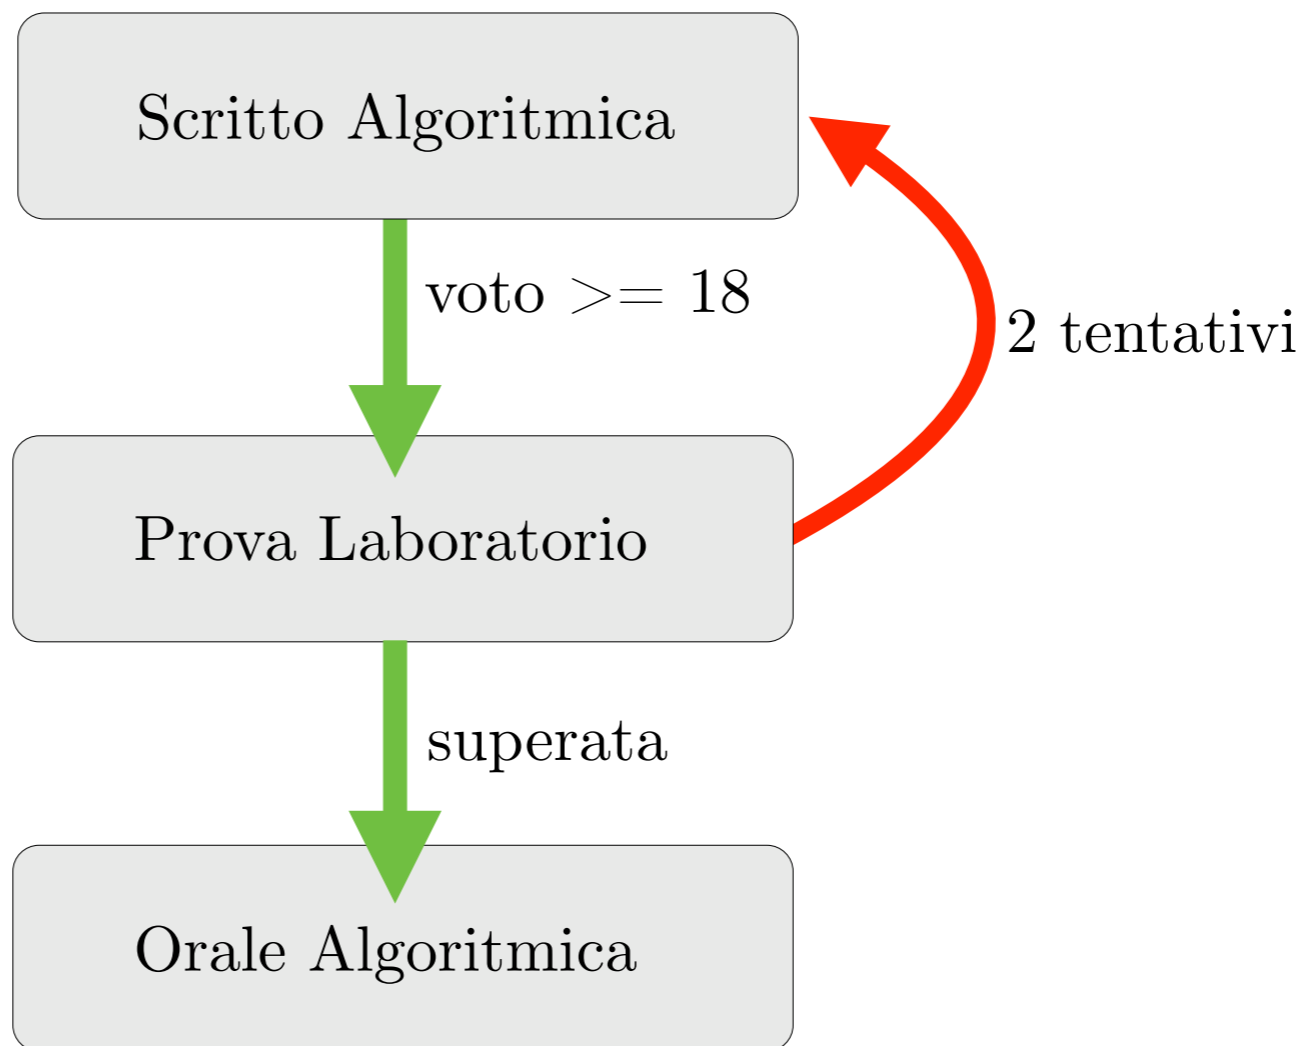 Scritto Algoritmica
voto >= 18
2 tentativi
Prova Laboratorio
superata
Orale Algoritmica